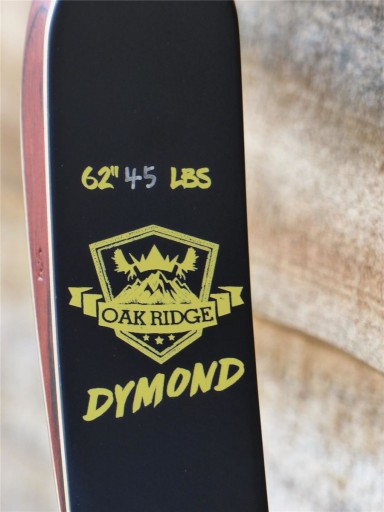 62" 45 LBS
OAK RIDGE
DYMOND